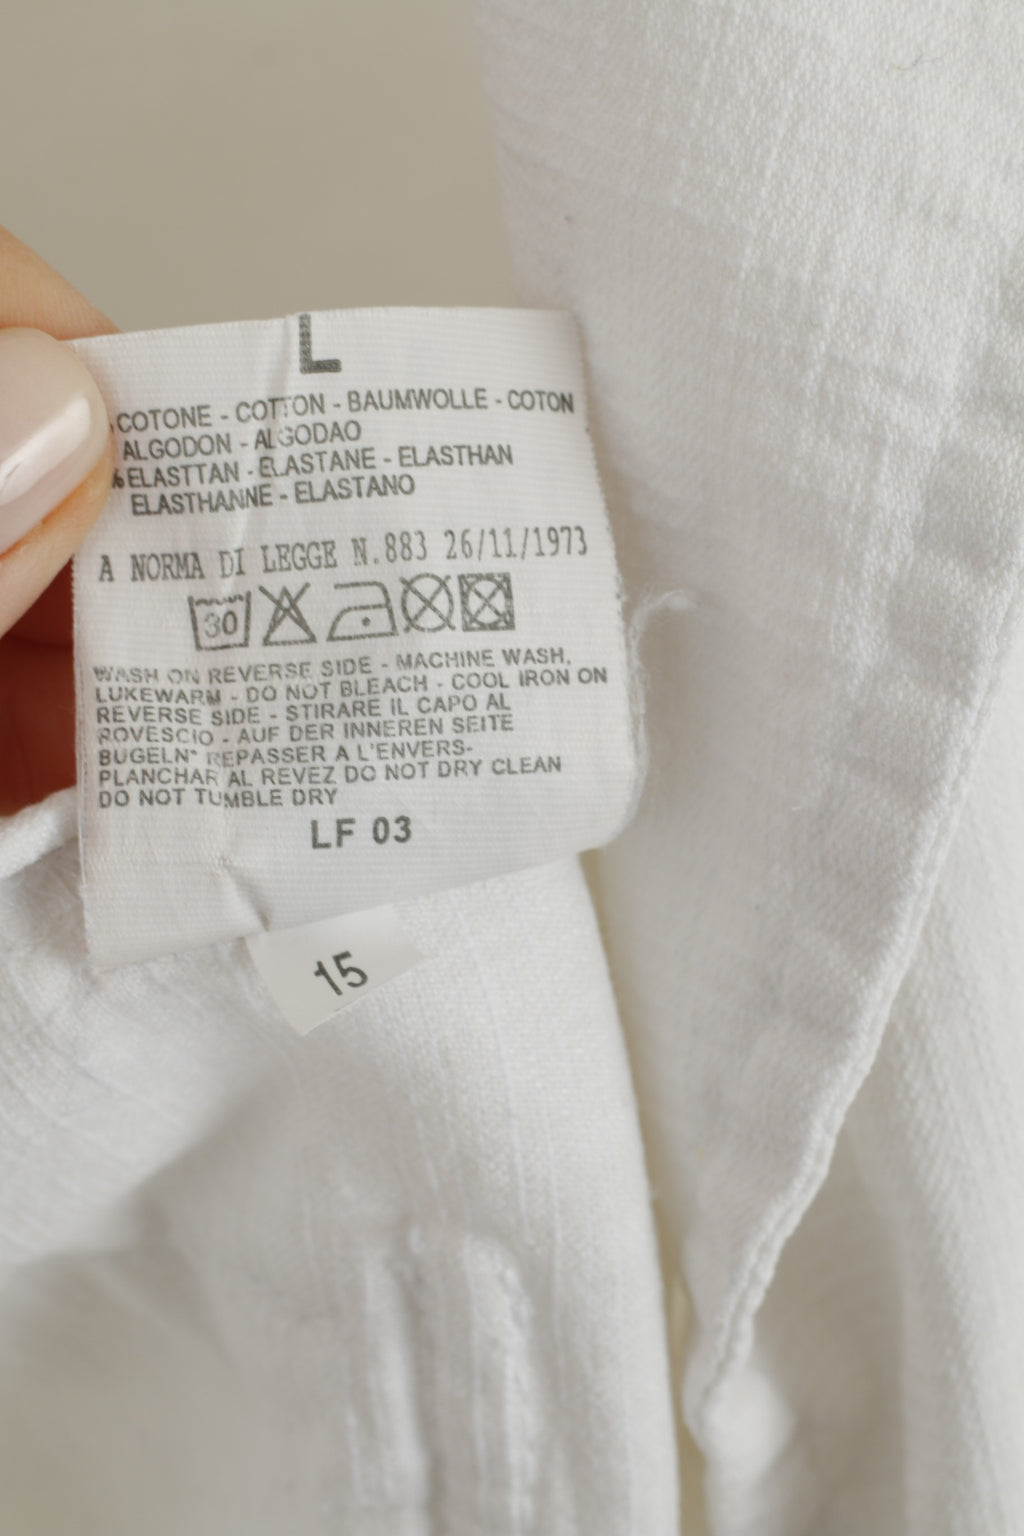 L
COTONE - COTTON - BAUMWOLLE - COTON
ALGODON - ALGODAO
% ELASTTAN - ELASTANE - ELASTHAN
ELASTHANNE - ELASTANO
A NORMA DI LEGGE N.883 26/11/1973
30
WASH ON REVERSE SIDE - MACHINE WASH,
LUKEWARM - DO NOT BLEACH - COOL IRON ON
REVERSE SIDE - STIRARE IL CAPO AL
ROVESCIO - AUF DER INNEREN SEITE
BUGELN" REPASSER A L'ENVERS-
PLANCHAR AL REVEZ DO NOT DRY CLEAN
DO NOT TUMBLE DRY
LF 03
15